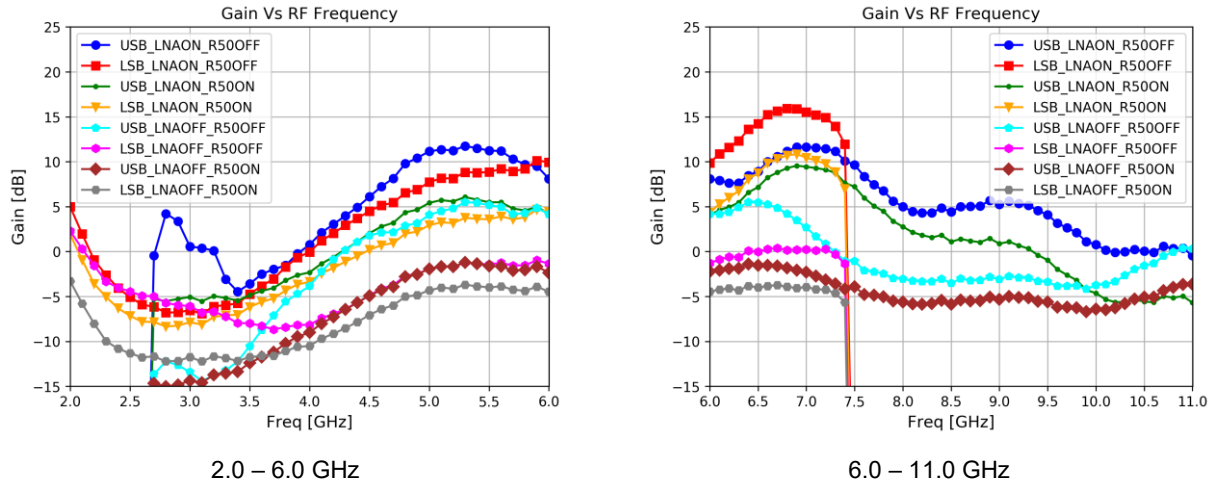 Gain Vs RF Frequency
25
20
15
10
5
0
−5
−10
−15
Gain [dB]
USB_LNAON_R50OFF
LSB_LNAON_R50OFF
USB_LNAON_R50ON
LSB_LNAON_R50ON
USB_LNAOFF_R50OFF
LSB_LNAOFF_R50OFF
USB_LNAOFF_R50ON
LSB_LNAOFF_R50ON
2.0 2.5 3.0 3.5 4.0 4.5 5.0 5.5 6.0
Freq [GHz]
2.0 – 6.0 GHz
Gain Vs RF Frequency
25
20
15
10
5
0
−5
−10
−15
Gain [dB]
USB_LNAON_R50OFF
LSB_LNAON_R50OFF
USB_LNAON_R50ON
LSB_LNAON_R50ON
USB_LNAOFF_R50OFF
LSB_LNAOFF_R50OFF
USB_LNAOFF_R50ON
LSB_LNAOFF_R50ON
6.0 6.5 7.0 7.5 8.0 8.5 9.0 9.5 10.0 10.5 11.0
Freq [GHz]
6.0 – 11.0 GHz